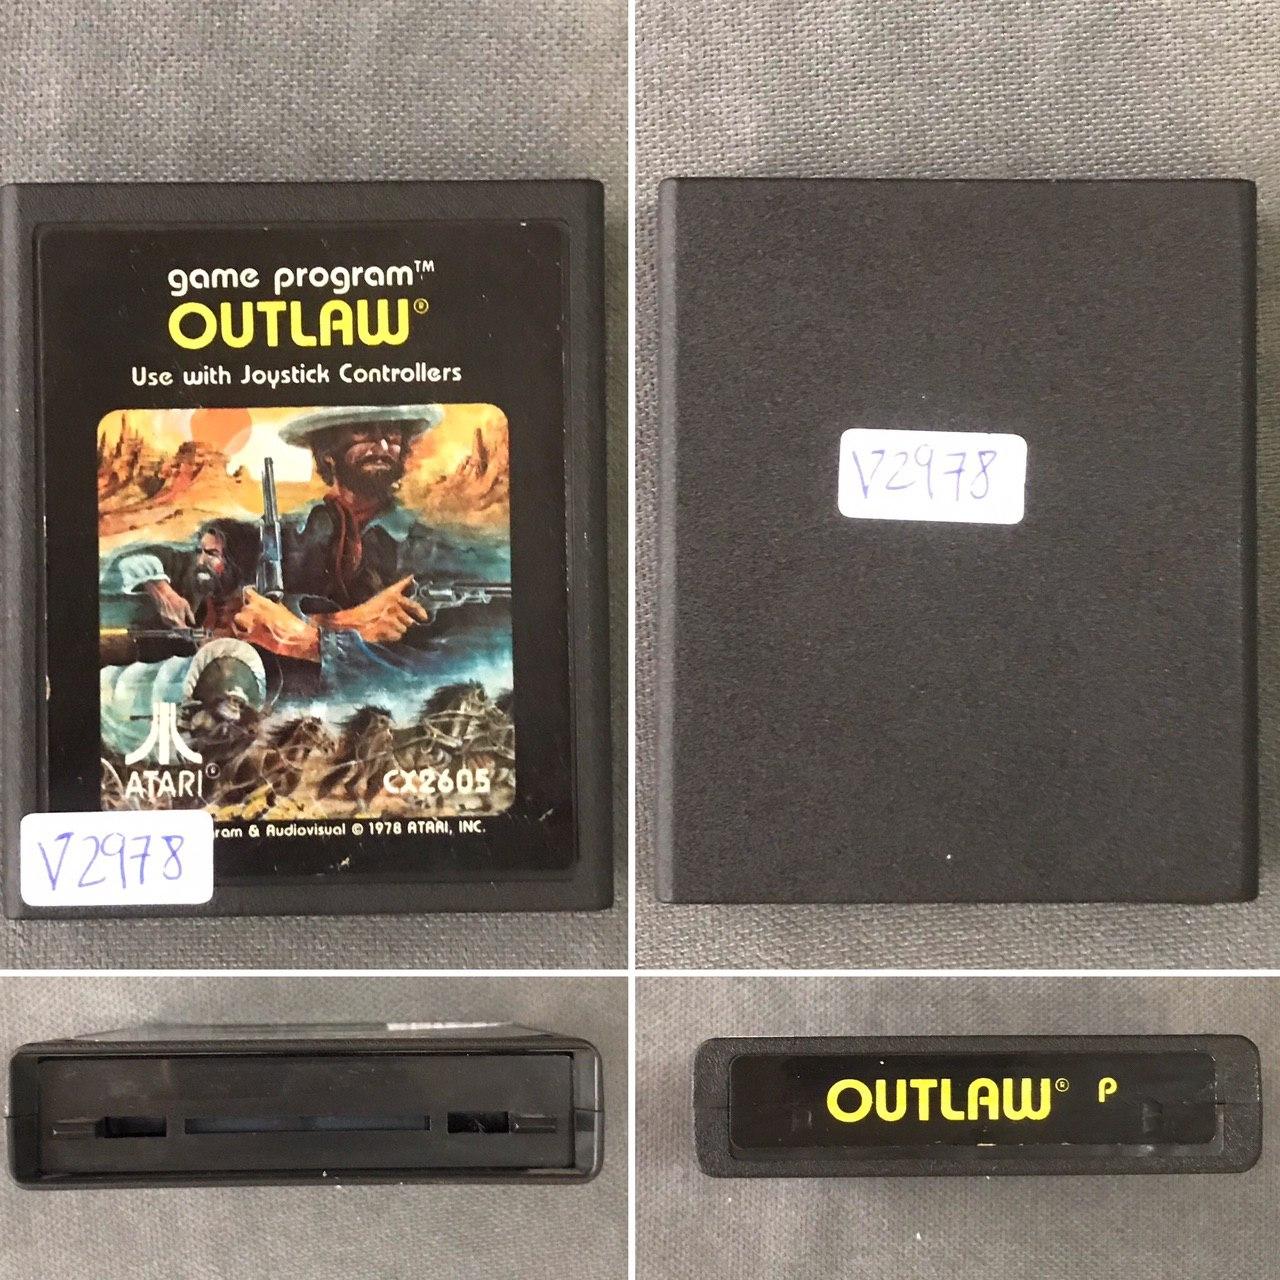 game program™
OUTLAW®
Use with Joystick Controllers
ATARI®
CX2605
ram & Audiovisual © 1978 ATARI, INC.
V2978
V2978
OUTLAW® P